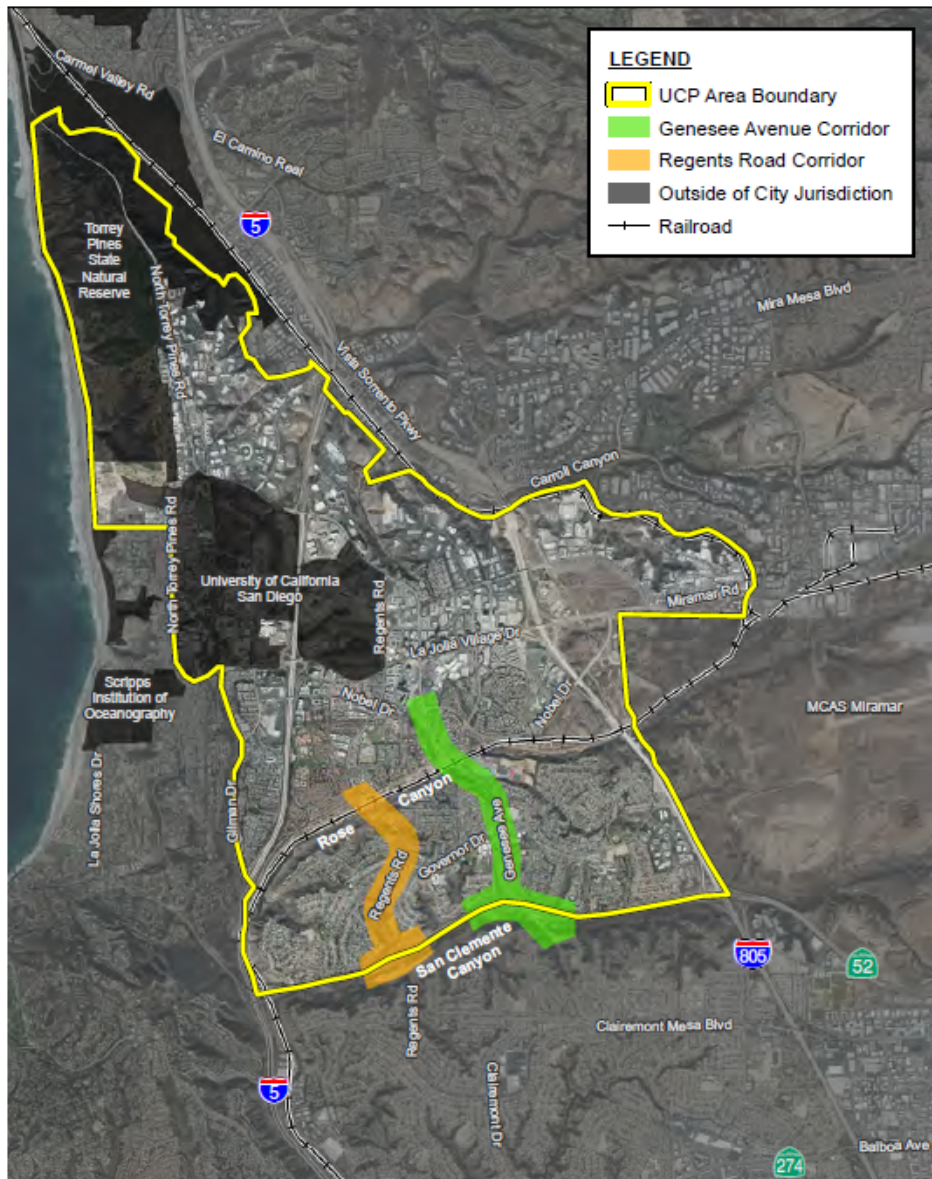 LEGEND
UCP Area Boundary
Genesee Avenue Corridor
Regents Road Corridor
Outside of City Jurisdiction
Railroad
Carmel Valley Rd
El Camino Real
5
Torrey
Pines
State
Natural
Reserve
North Torrey Pines Rd
Mira Mesa Blvd
Vista Sorrento Pkwy
Carroll Canyon
North Torrey Pines Rd
University of California
San Diego
Regents Rd
Miramar Rd
La Jolla Village Dr
Scripps
Institution of
Oceanography
Nobel Dr
Nobel Dr
MCAS Miramar
La Jolla Shores Dr
Gilman Dr
Rose Canyon
Genesee Ave
Governor Dr
Regents Rd
San Clemente
Canyon
805
52
Regents Rd
Clairemont Mesa Blvd
5
Clairemont Dr
Balboa Ave
274